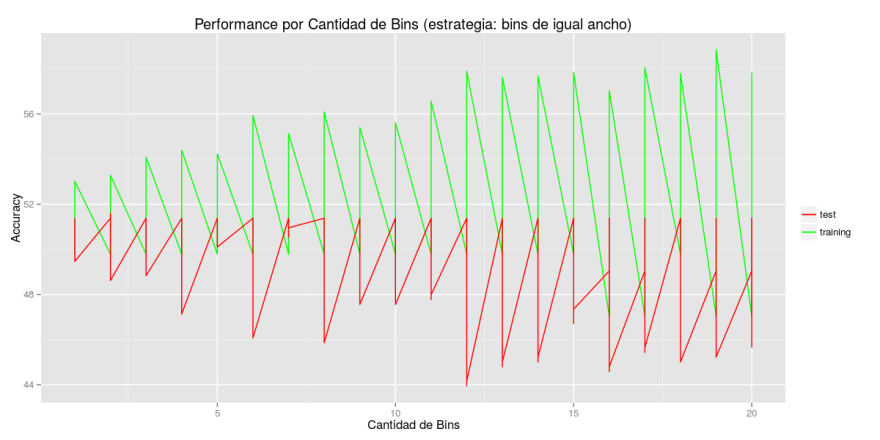 Performance por Cantidad de Bins (estrategia: bins de igual ancho)
Accuracy
56
52
48
44
5
10
15
20
Cantidad de Bins
test
training